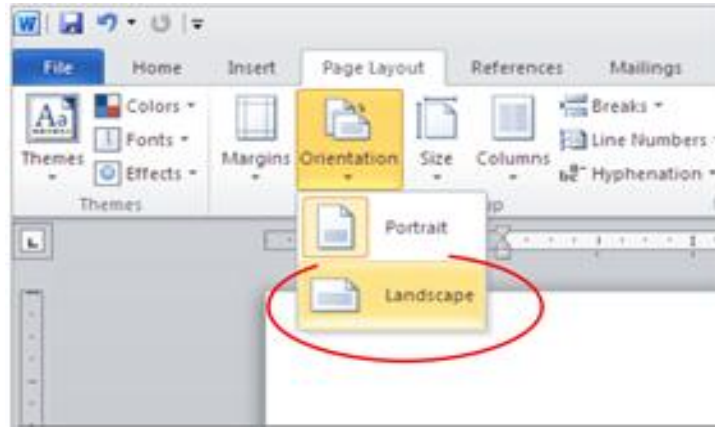 W
File Home Insert Page Layout References Mailings
Aa Colors Breaks
Fonts Line Numbers
Themes Effects Margins Orientation Size Columns Hyphenation
Themes
Portrait
Landscape